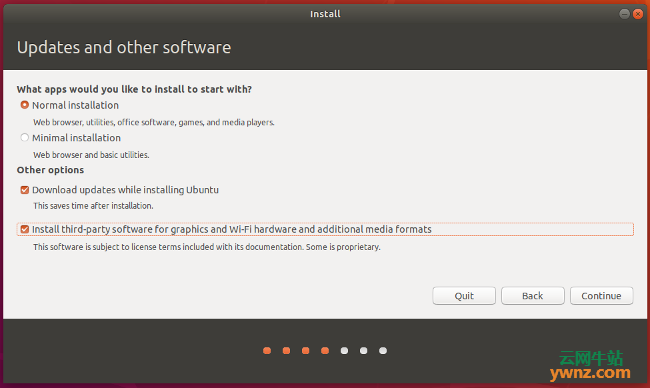 Install
Updates and other software
What apps would you like to install to start with?
Normal installation
Web browser, utilities, office software, games, and media players.
Minimal installation
Web browser and basic utilities.
Other options
Download updates while installing Ubuntu
This saves time after installation.
Install third-party software for graphics and Wi-Fi hardware and additional media formats
This software is subject to license terms included with its documentation. Some is proprietary.
Quit Back Continue
云网牛站
ywnz.com